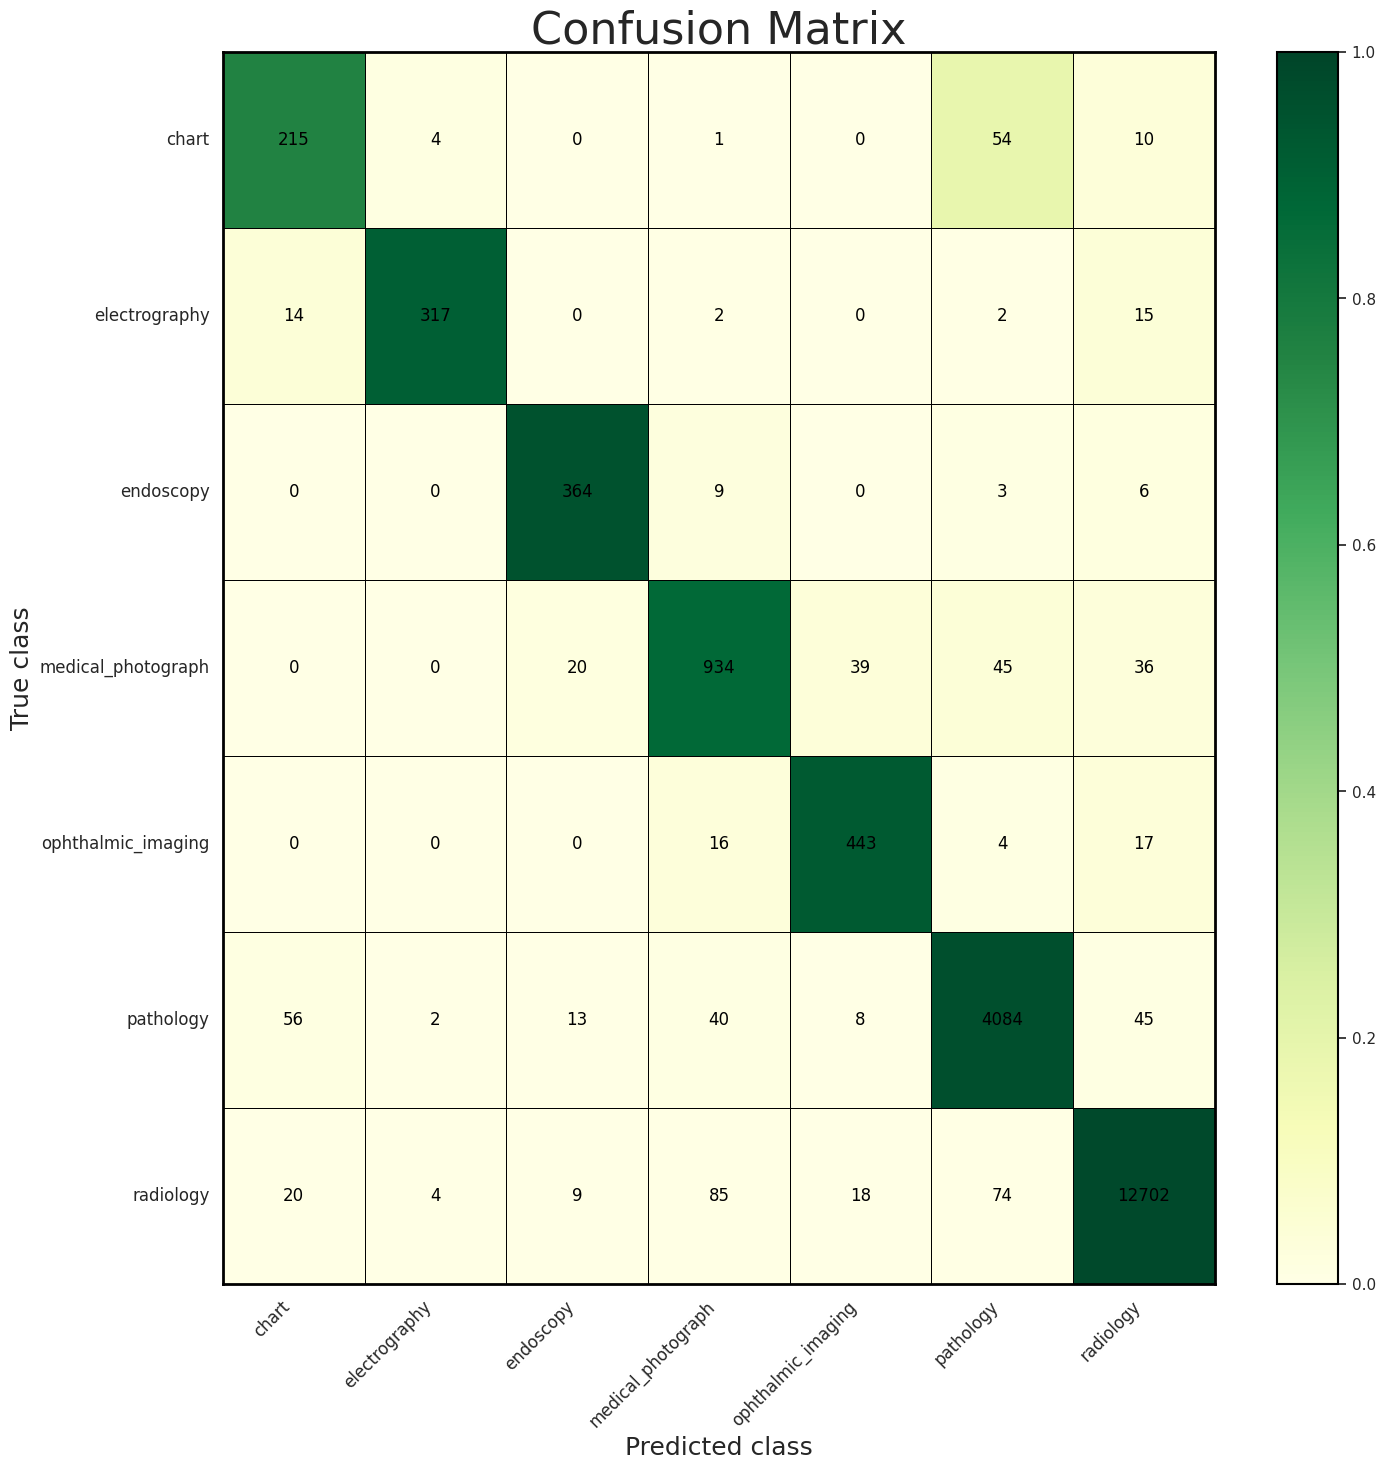 Confusion Matrix
True class
chart 215 4 0 1 0 54 10
electrography 14 317 0 2 0 2 15
endoscopy 0 0 364 9 0 3 6
medical_photograph 0 0 20 934 39 45 36
ophthalmic_imaging 0 0 0 16 443 4 17
pathology 56 2 13 40 8 4084 45
radiology 20 4 9 85 18 74 12702
chart electrography endoscopy medical_photograph ophthalmic_imaging pathology radiology
Predicted class
1.0
0.8
0.6
0.4
0.2
0.0